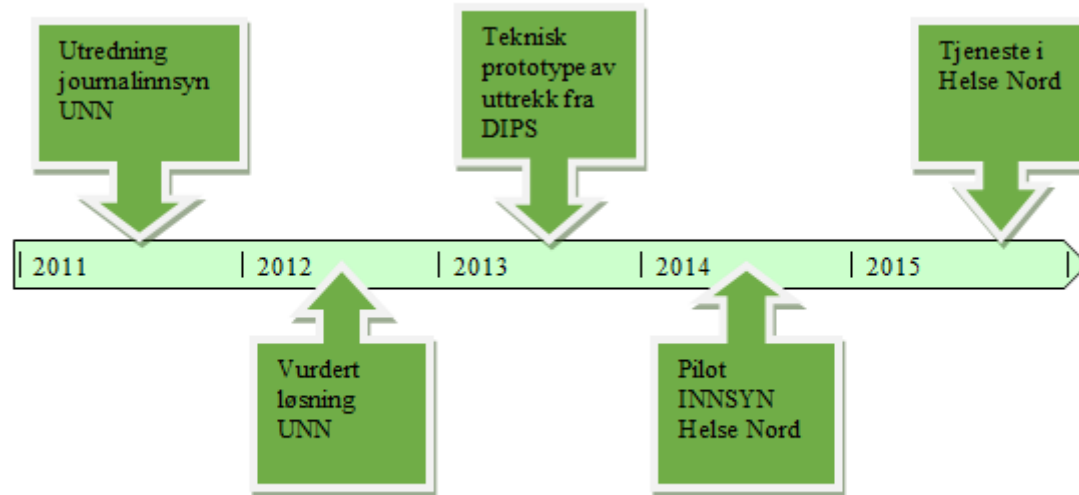 Utredning
journalinnsyn
UNN
Teknisk
prototype av
uttrekk fra
DIPS
Tjeneste i
Helse Nord
2011
2012
2013
2014
2015
Vurdert
løsning
UNN
Pilot
INNSYN
Helse Nord